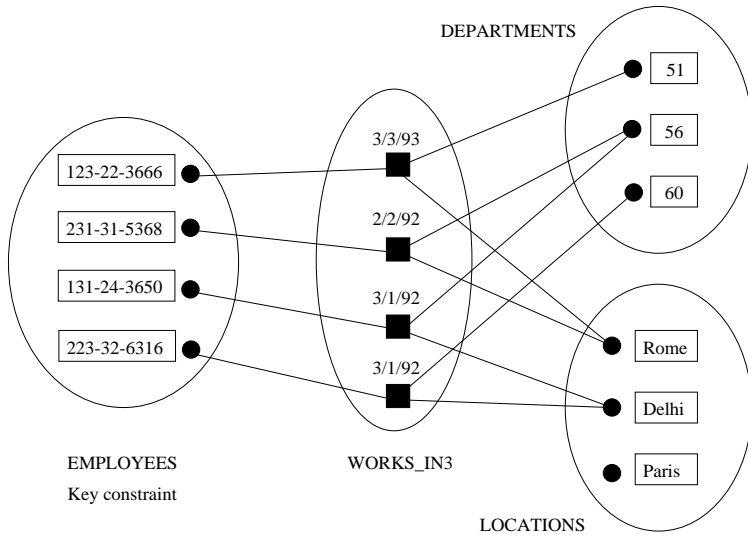 DEPARTMENTS
51
56
60
3/3/93
2/2/92
3/1/92
3/1/92
123-22-3666
231-31-5368
131-24-3650
223-32-6316
Rome
Delhi
Paris
EMPLOYEES
Key constraint
WORKS_IN3
LOCATIONS